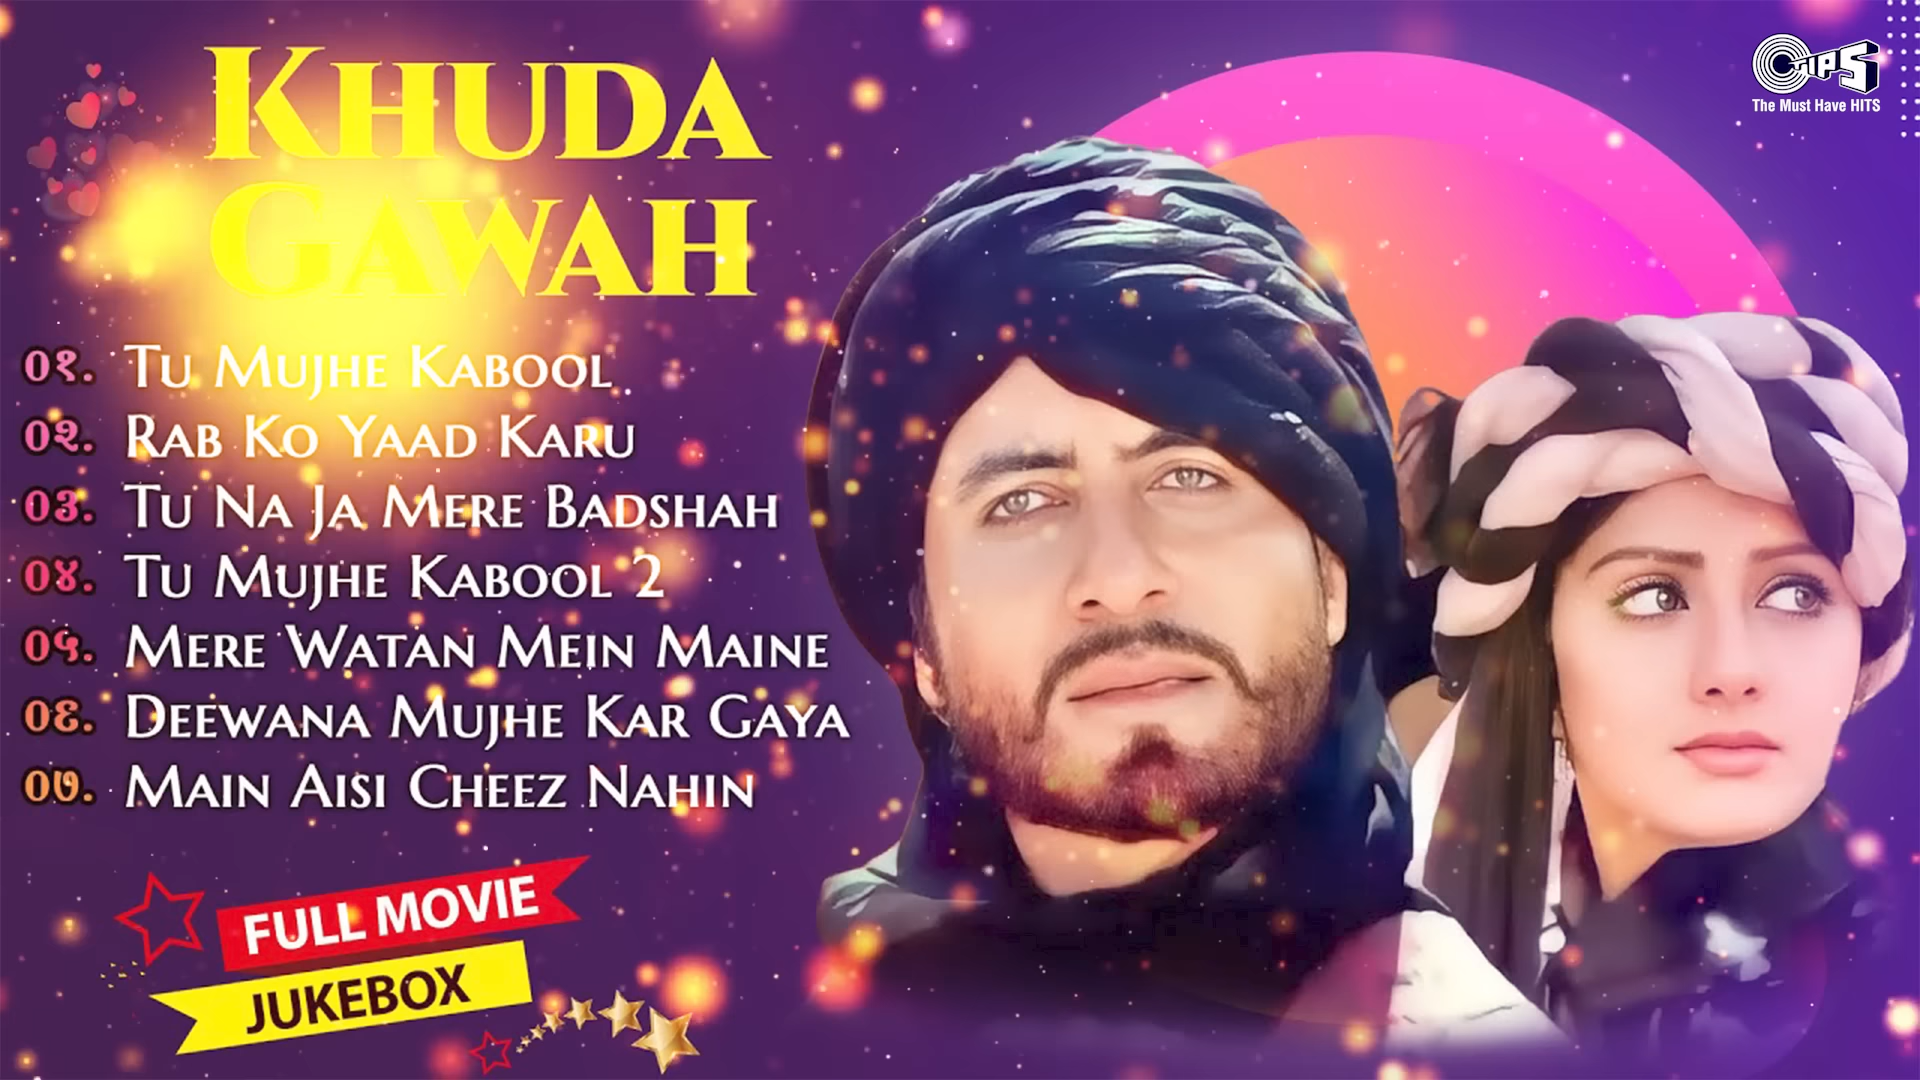 KHUDA
GAWAH
TIPS
The Must Have HITS
०१. TU MUJHE KABOOL
०२. RAB KO YAAD KARU
०३. TU NA JA MERE BADSHAH
०४. TU MUJHE KABOOL 2
०५. MERE WATAN MEIN MAINE
०६. DEEWANA MUJHE KAR GAYA
०७. MAIN AISI CHEEZ NAHIN
FULL MOVIE
JUKEBOX